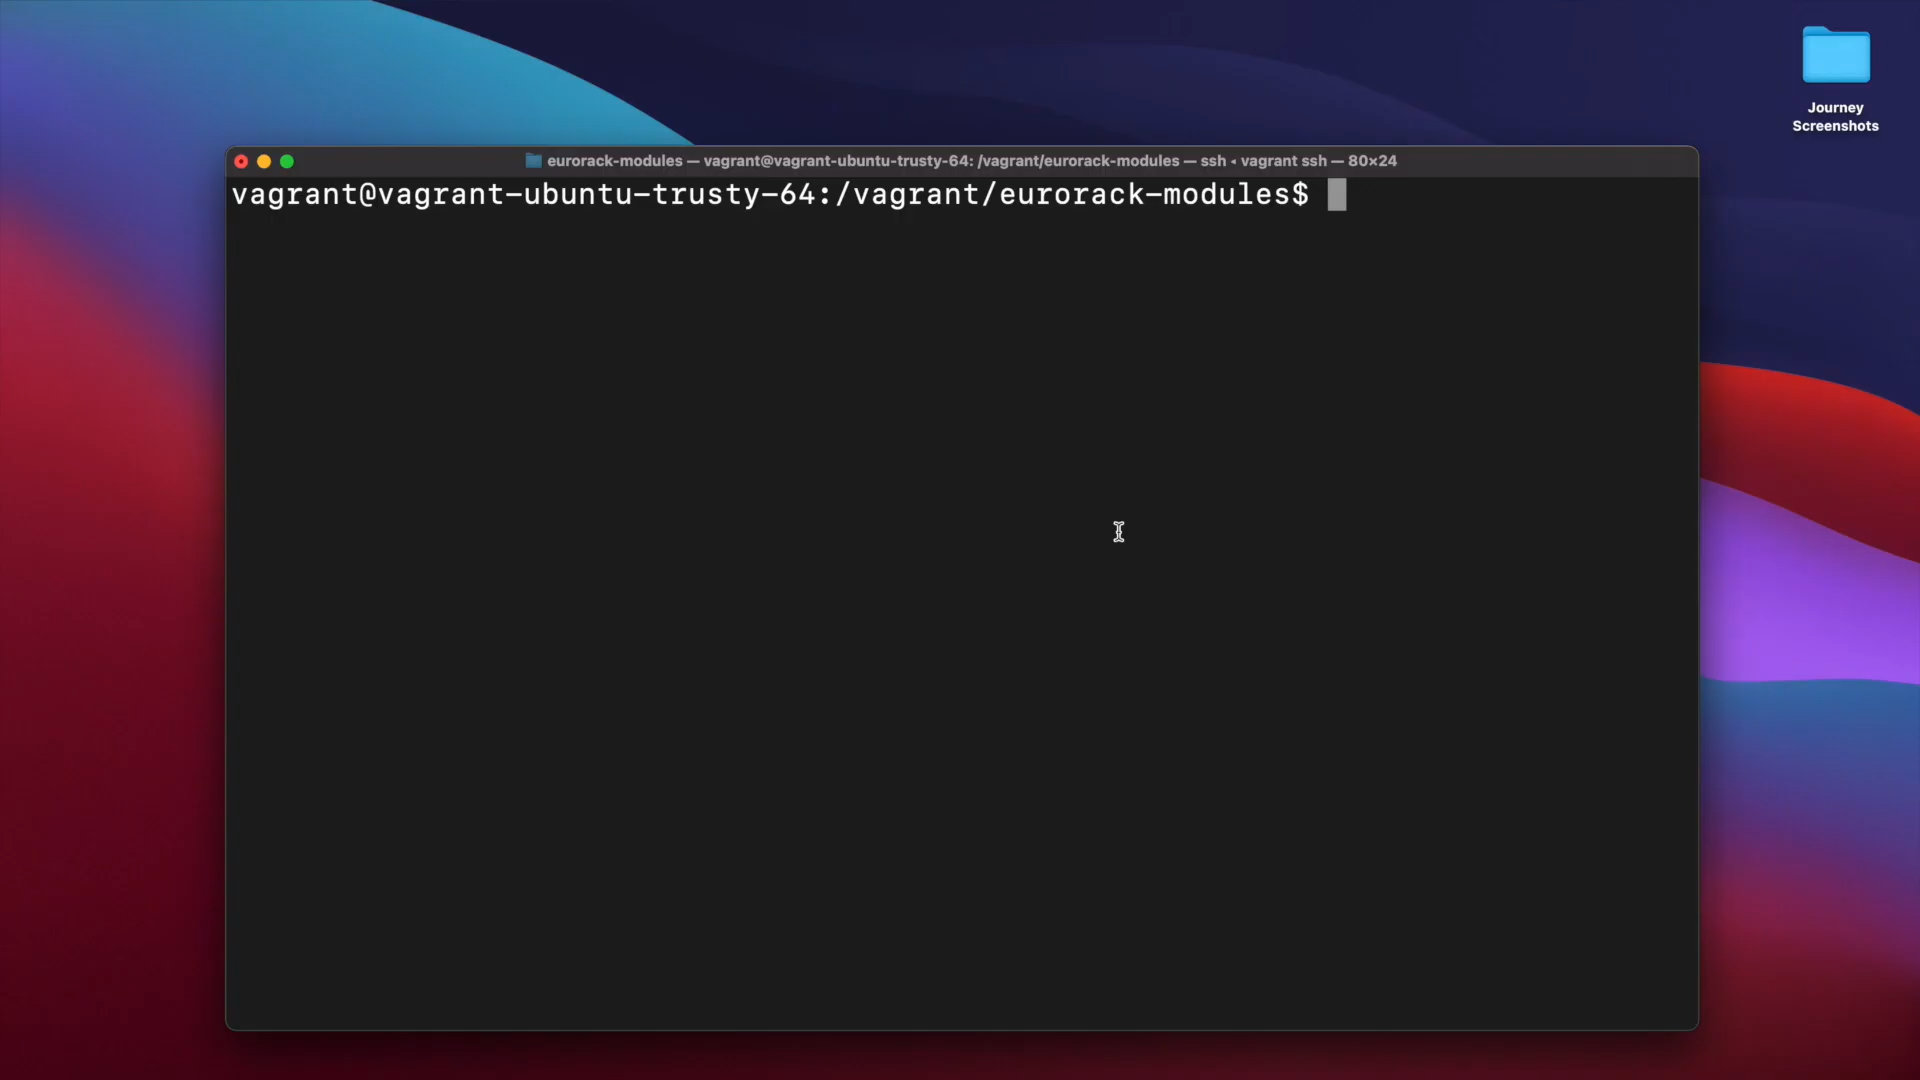 Journey
Screenshots
eurorack-modules — vagrant@vagrant-ubuntu-trusty-64: /vagrant/eurorack-modules — ssh ◂ vagrant ssh — 80×24
vagrant@vagrant-ubuntu-trusty-64:/vagrant/eurorack-modules$